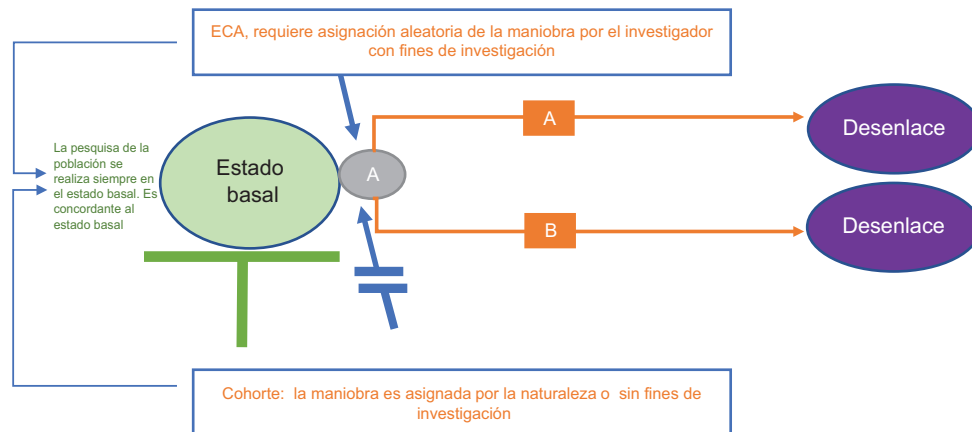 ECA, requiere asignación aleatoria de la maniobra por el investigador
con fines de investigación
La pesquisa de la
población se
realiza siempre en
el estado basal. Es
concordante al
estado basal
Estado
basal
A
A
Desenlace
B
Desenlace
Cohorte: la maniobra es asignada por la naturaleza o sin fines de
investigación